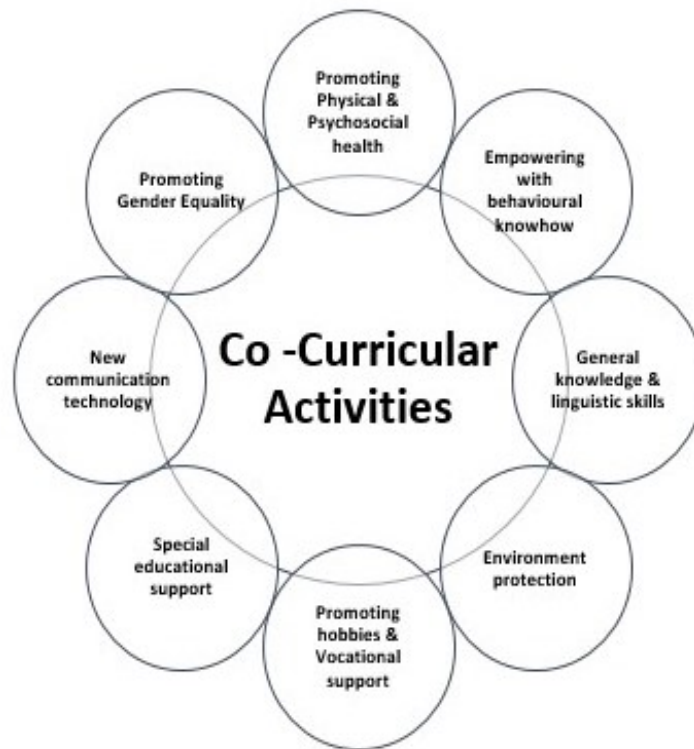 Promoting
Physical &
Psychosocial
health
Empowering
with
behavioural
knowhow
General
knowledge &
linguistic skills
Environment
protection
Promoting
hobbies &
Vocational
support
Special
educational
support
New
communication
technology
Promoting
Gender Equality
Co -Curricular
Activities